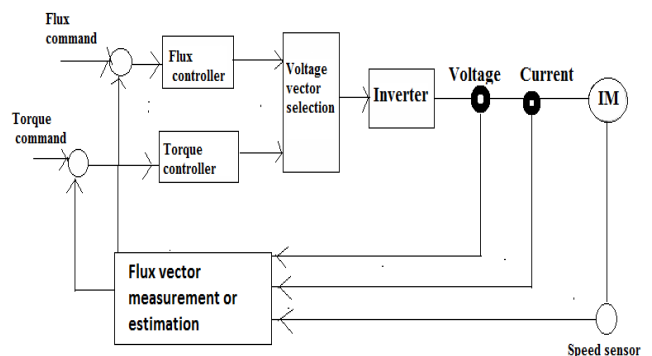 Flux
command
Flux
controller
Voltage
vector
selection
Inverter
Voltage
Current
IM
Torque
command
Torque
controller
Flux vector
measurement or
estimation
Speed sensor